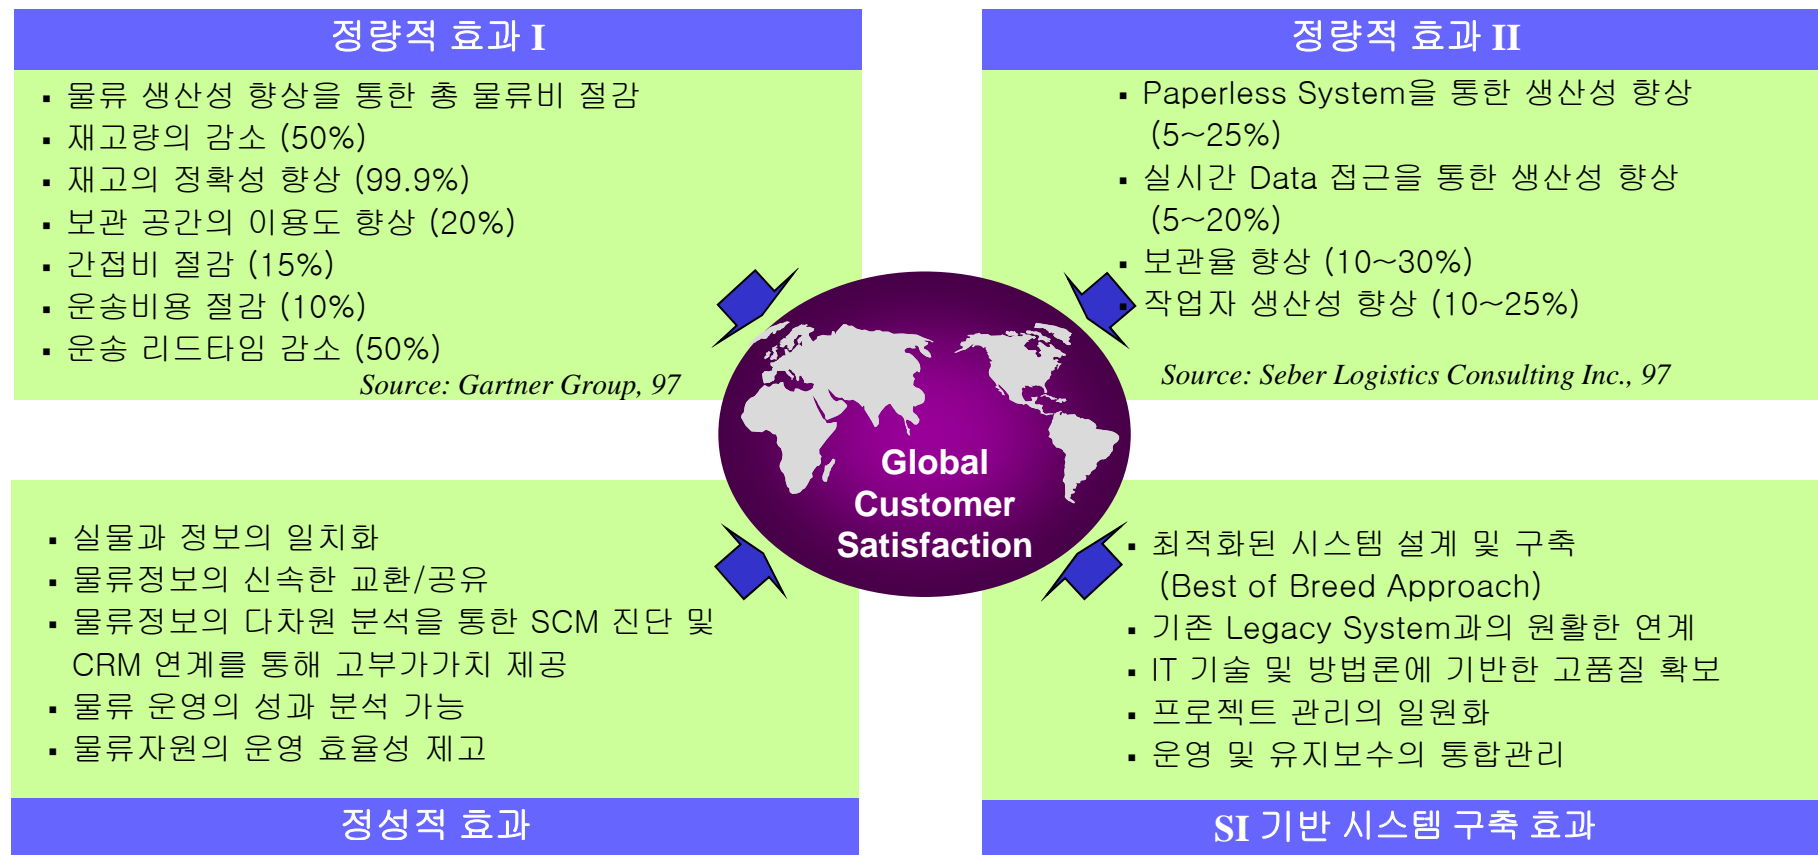 정량적 효과 I
▪ 물류 생산성 향상을 통한 총 물류비 절감
▪ 재고량의 감소 (50%)
▪ 재고의 정확성 향상 (99.9%)
▪ 보관 공간의 이용도 향상 (20%)
▪ 간접비 절감 (15%)
▪ 운송비용 절감 (10%)
▪ 운송 리드타임 감소 (50%)
Source: Gartner Group, 97
정량적 효과 II
▪ Paperless System을 통한 생산성 향상
(5~25%)
▪ 실시간 Data 접근을 통한 생산성 향상
(5~20%)
▪ 보관율 향상 (10~30%)
▪ 작업자 생산성 향상 (10~25%)
Source: Seber Logistics Consulting Inc., 97
Global
Customer
Satisfaction
▪ 실물과 정보의 일치화
▪ 물류정보의 신속한 교환/공유
▪ 물류정보의 다차원 분석을 통한 SCM 진단 및
CRM 연계를 통해 고부가가치 제공
▪ 물류 운영의 성과 분석 가능
▪ 물류자원의 운영 효율성 제고
정성적 효과
▪ 최적화된 시스템 설계 및 구축
(Best of Breed Approach)
▪ 기존 Legacy System과의 원활한 연계
▪ IT 기술 및 방법론에 기반한 고품질 확보
▪ 프로젝트 관리의 일원화
▪ 운영 및 유지보수의 통합관리
SI 기반 시스템 구축 효과